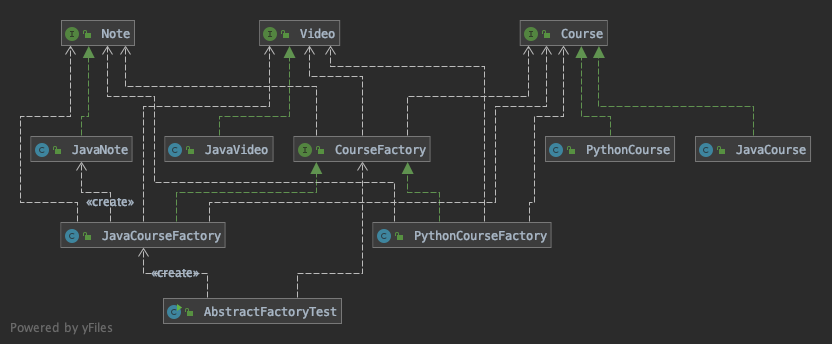 I Note
I Video
I Course
C JavaNote
C JavaVideo
I CourseFactory
C PythonCourse
C JavaCourse
«create»
C JavaCourseFactory
C PythonCourseFactory
«create»
C AbstractFactoryTest
Powered by yFiles